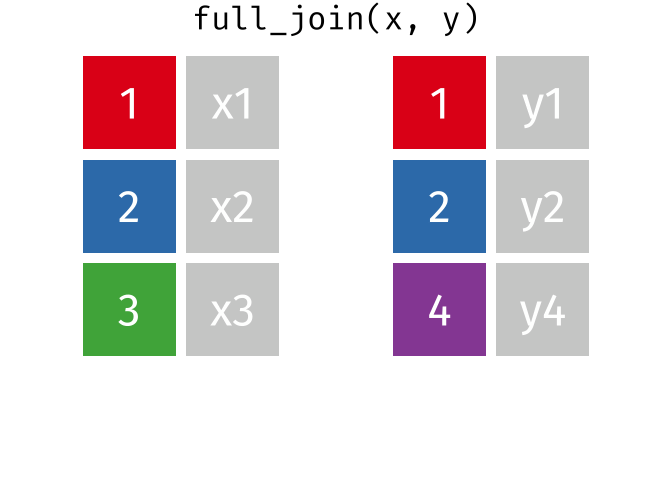 full_join(x, y)
1 x1 1 y1
2 x2 2 y2
3 x3 4 y4